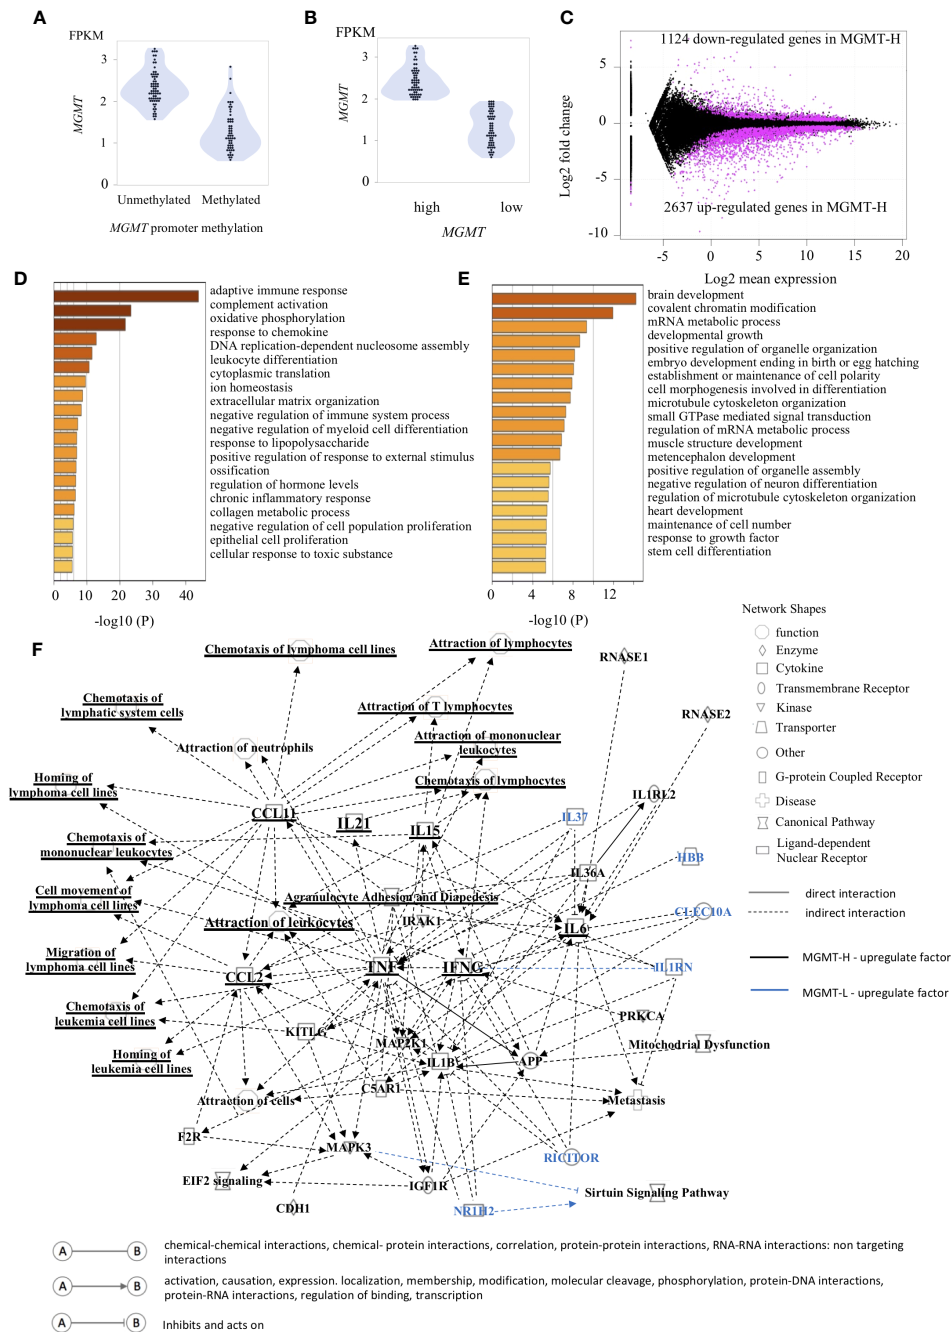 A
FPKM
MGMT
3
2
1
0
Unmethylated Methylated
MGMT promoter methylation
B
FPKM
MGMT
3
2
1
0
high low
MGMT
C
Log2 fold change
1124 down-regulated genes in MGMT-H
2637 up-regulated genes in MGMT-H
5
0
-5
-10
-5 0 5 10 15 20
Log2 mean expression
D
adaptive immune response
complement activation
oxidative phosphorylation
response to chemokine
DNA replication-dependent nucleosome assembly
leukocyte differentiation
cytoplasmic translation
ion homeostasis
extracellular matrix organization
negative regulation of immune system process
negative regulation of myeloid cell differentiation
response to lipopolysaccharide
positive regulation of response to external stimulus
ossification
regulation of hormone levels
chronic inflammatory response
collagen metabolic process
negative regulation of cell population proliferation
epithelial cell proliferation
cellular response to toxic substance
0 10 20 30 40
-log10 (P)
E
brain development
covalent chromatin modification
mRNA metabolic process
developmental growth
positive regulation of organelle organization
embryo development ending in birth or egg hatching
establishment or maintenance of cell polarity
cell morphogenesis involved in differentiation
microtubule cytoskeleton organization
small GTPase mediated signal transduction
regulation of mRNA metabolic process
muscle structure development
metencephalon development
positive regulation of organelle assembly
negative regulation of neuron differentiation
regulation of microtubule cytoskeleton organization
heart development
maintenance of cell number
response to growth factor
stem cell differentiation
0 4 8 12
-log10 (P)
F
Chemotaxis of lymphoma cell lines
Attraction of lymphocytes
RNASE1
Chemotaxis of
lymphatic system cells
Attraction of T lymphocytes
RNASE2
Attraction of neutrophils
Attraction of mononuclear
leukocytes
Homing of
lymphoma cell lines
Chemotaxis of lymphocytes
IL1RL2
CCL11
IL21
IL15
IL37
Chemotaxis of
mononuclear leukocytes
HBB
IL36A
Cell movement of
lymphoma cell lines
Agranulocyte Adhesion and Diapedesis
Attraction of leukocytes
IRAK1
IL6
CLEC10A
Migration of
lymphoma cell lines
CCL2
TNF
IFNG
IL1RN
Chemotaxis of
leukemia cell lines
KITLG
PRKCA
MAP2K1
Mitochodrial Dysfunction
Homing of
leukemia cell lines
IL1B
APP
C5AR1
Attraction of cells
Metastasis
F2R
MAPK3
RICTOR
EIF2 signaling
IGF1R
Sirtuin Signaling Pathway
CDH1
NR1H2
Network Shapes
function
Enzyme
Cytokine
Transmembrane Receptor
Kinase
Transporter
Other
G-protein Coupled Receptor
Disease
Canonical Pathway
Ligand-dependent
Nuclear Receptor
direct interaction
indirect interaction
MGMT-H - upregulate factor
MGMT-L - upregulate factor
A B chemical-chemical interactions, chemical- protein interactions, correlation, protein-protein interactions, RNA-RNA interactions: non targeting
interactions
A B activation, causation, expression. localization, membership, modification, molecular cleavage, phosphorylation, protein-DNA interactions,
protein-RNA interactions, regulation of binding, transcription
A B Inhibits and acts on